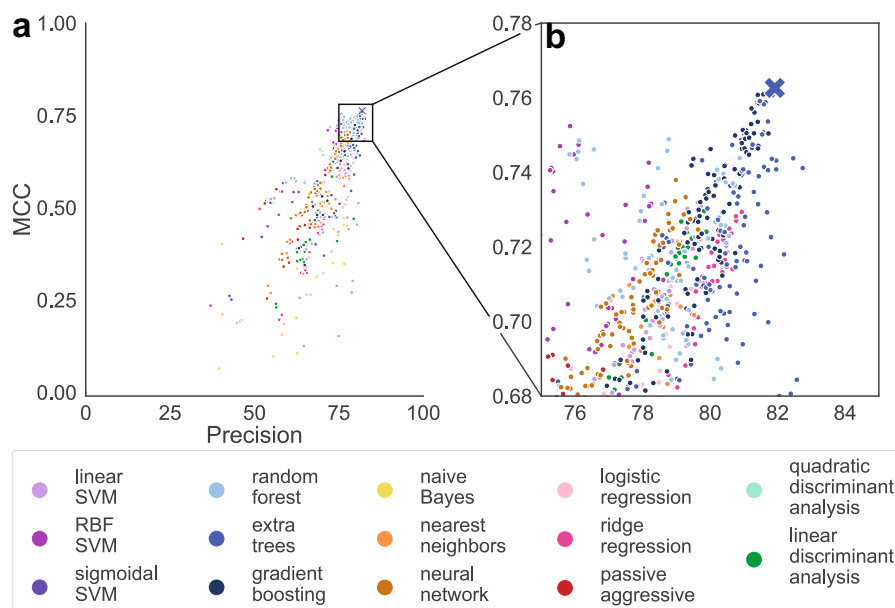 a
b
1.00
0.75
0.50
0.25
0.00
MCC
0
25
50
75
100
Precision
0.78
0.76
0.74
0.72
0.70
0.68
76
78
80
82
84
linear
SVM
RBF
SVM
sigmoidal
SVM
random
forest
extra
trees
gradient
boosting
naive
Bayes
nearest
neighbors
neural
network
logistic
regression
ridge
regression
passive
aggressive
quadratic
discriminant
analysis
linear
discriminant
analysis